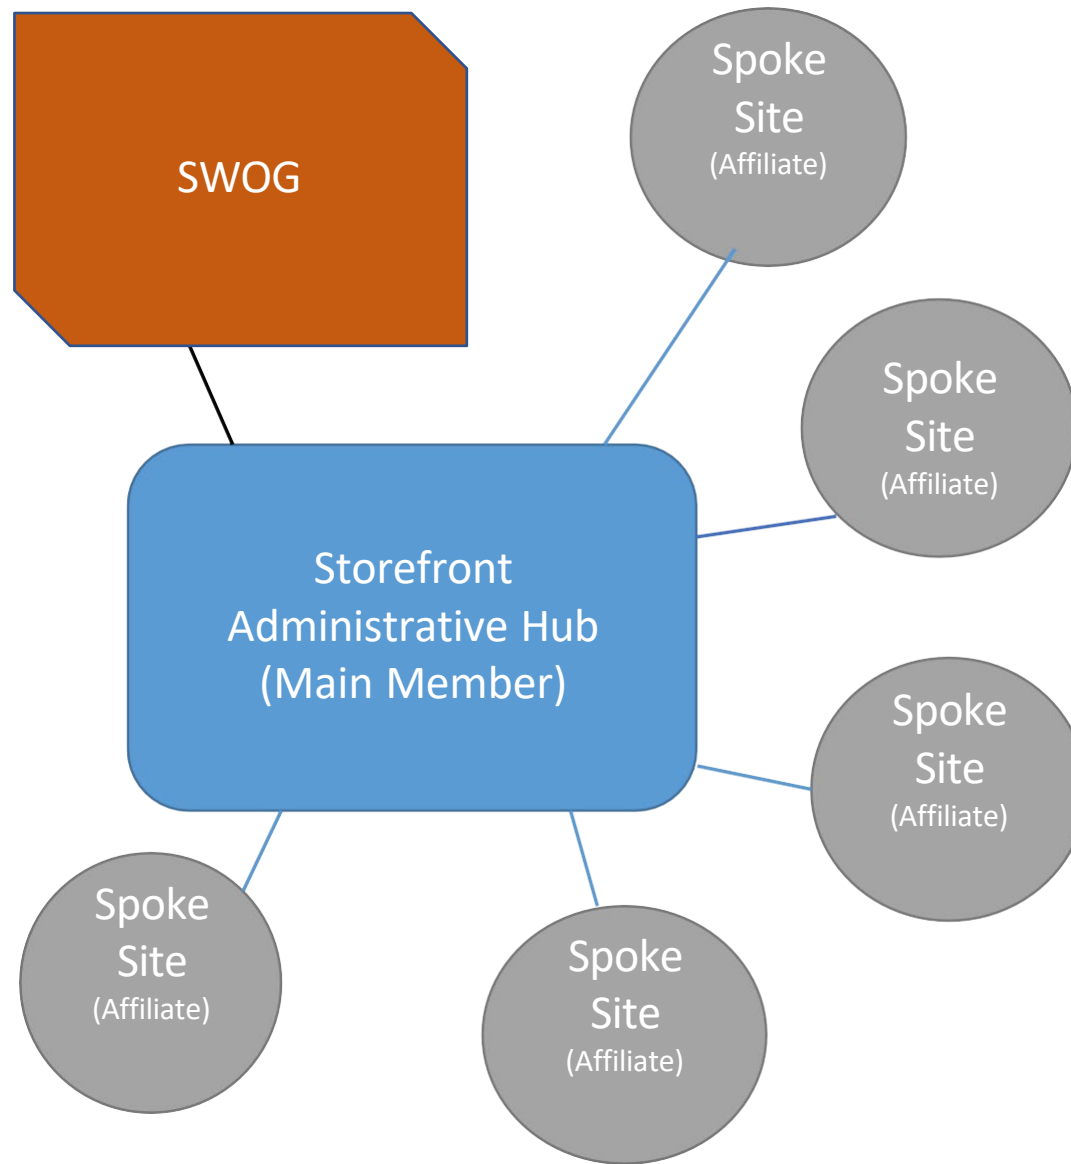 SWOG
Spoke
Site
(Affiliate)
Spoke
Site
(Affiliate)
Storefront
Administrative Hub
(Main Member)
Spoke
Site
(Affiliate)
Spoke
Site
(Affiliate)
Spoke
Site
(Affiliate)